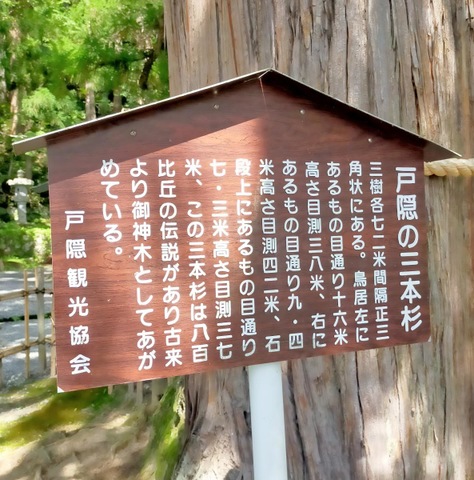 戸隠の三本杉
三樹各七二米間隔正三
角状にある。鳥居左に
あるもの目通り十六米
高さ目測三八米、右に
あるもの目通り九・四
米高さ目測四二米、石
段上にあるもの目通り
七・三米高さ目測三七
米、この三本杉は八百
比丘の伝説があり古来
より御神木としてあが
めている。
戸隠観光協会